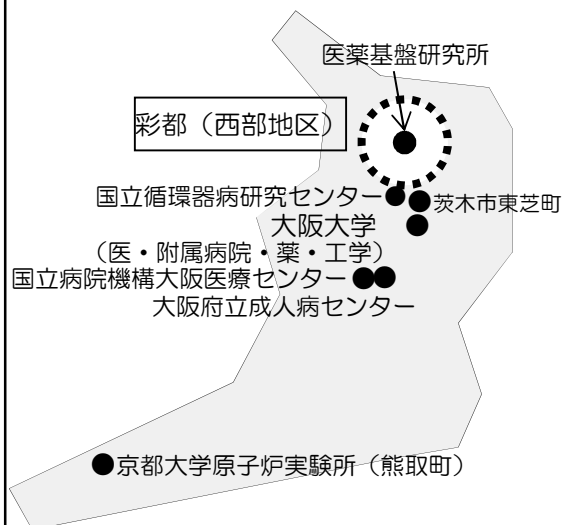 医薬基盤研究所
彩都（西部地区）
国立循環器病研究センター
茨木市東芝町
大阪大学
（医・附属病院・薬・工学）
国立病院機構大阪医療センター
大阪府立成人病センター
京都大学原子炉実験所（熊取町）